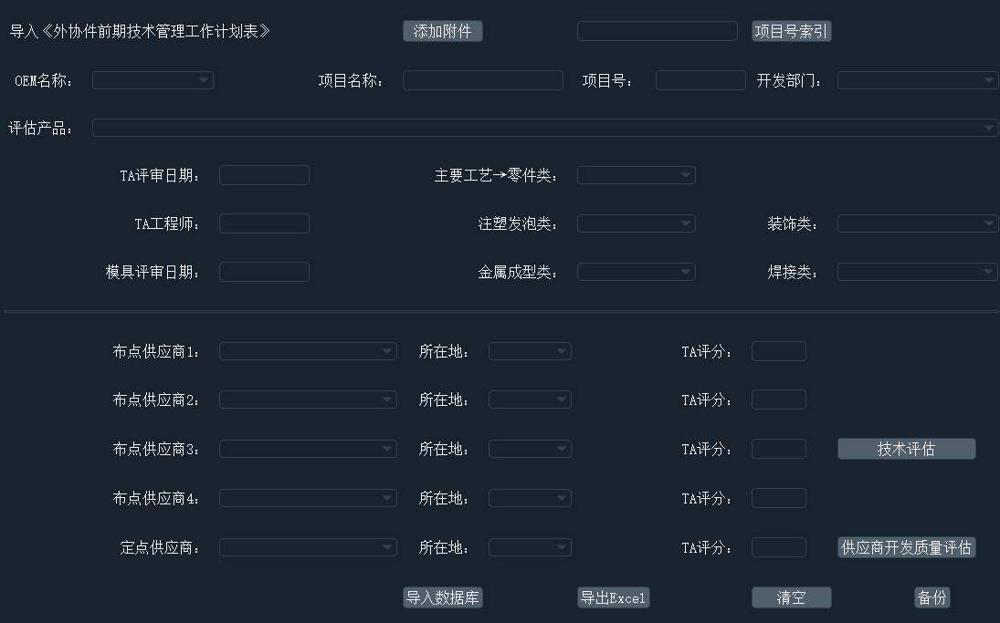 导入《外协件前期技术管理工作计划表》 添加附件 项目号索引
OEM名称： 项目名称： 项目号： 开发部门：
评估产品：
TA评审日期： 主要工艺→零件类：
TA工程师： 注塑发泡类： 装饰类：
模具评审日期： 金属成型类： 焊接类：
布点供应商1： 所在地： TA评分：
布点供应商2： 所在地： TA评分：
布点供应商3： 所在地： TA评分： 技术评估
布点供应商4： 所在地： TA评分：
定点供应商： 所在地： TA评分： 供应商开发质量评估
导入数据库 导出Excel 清空 备份